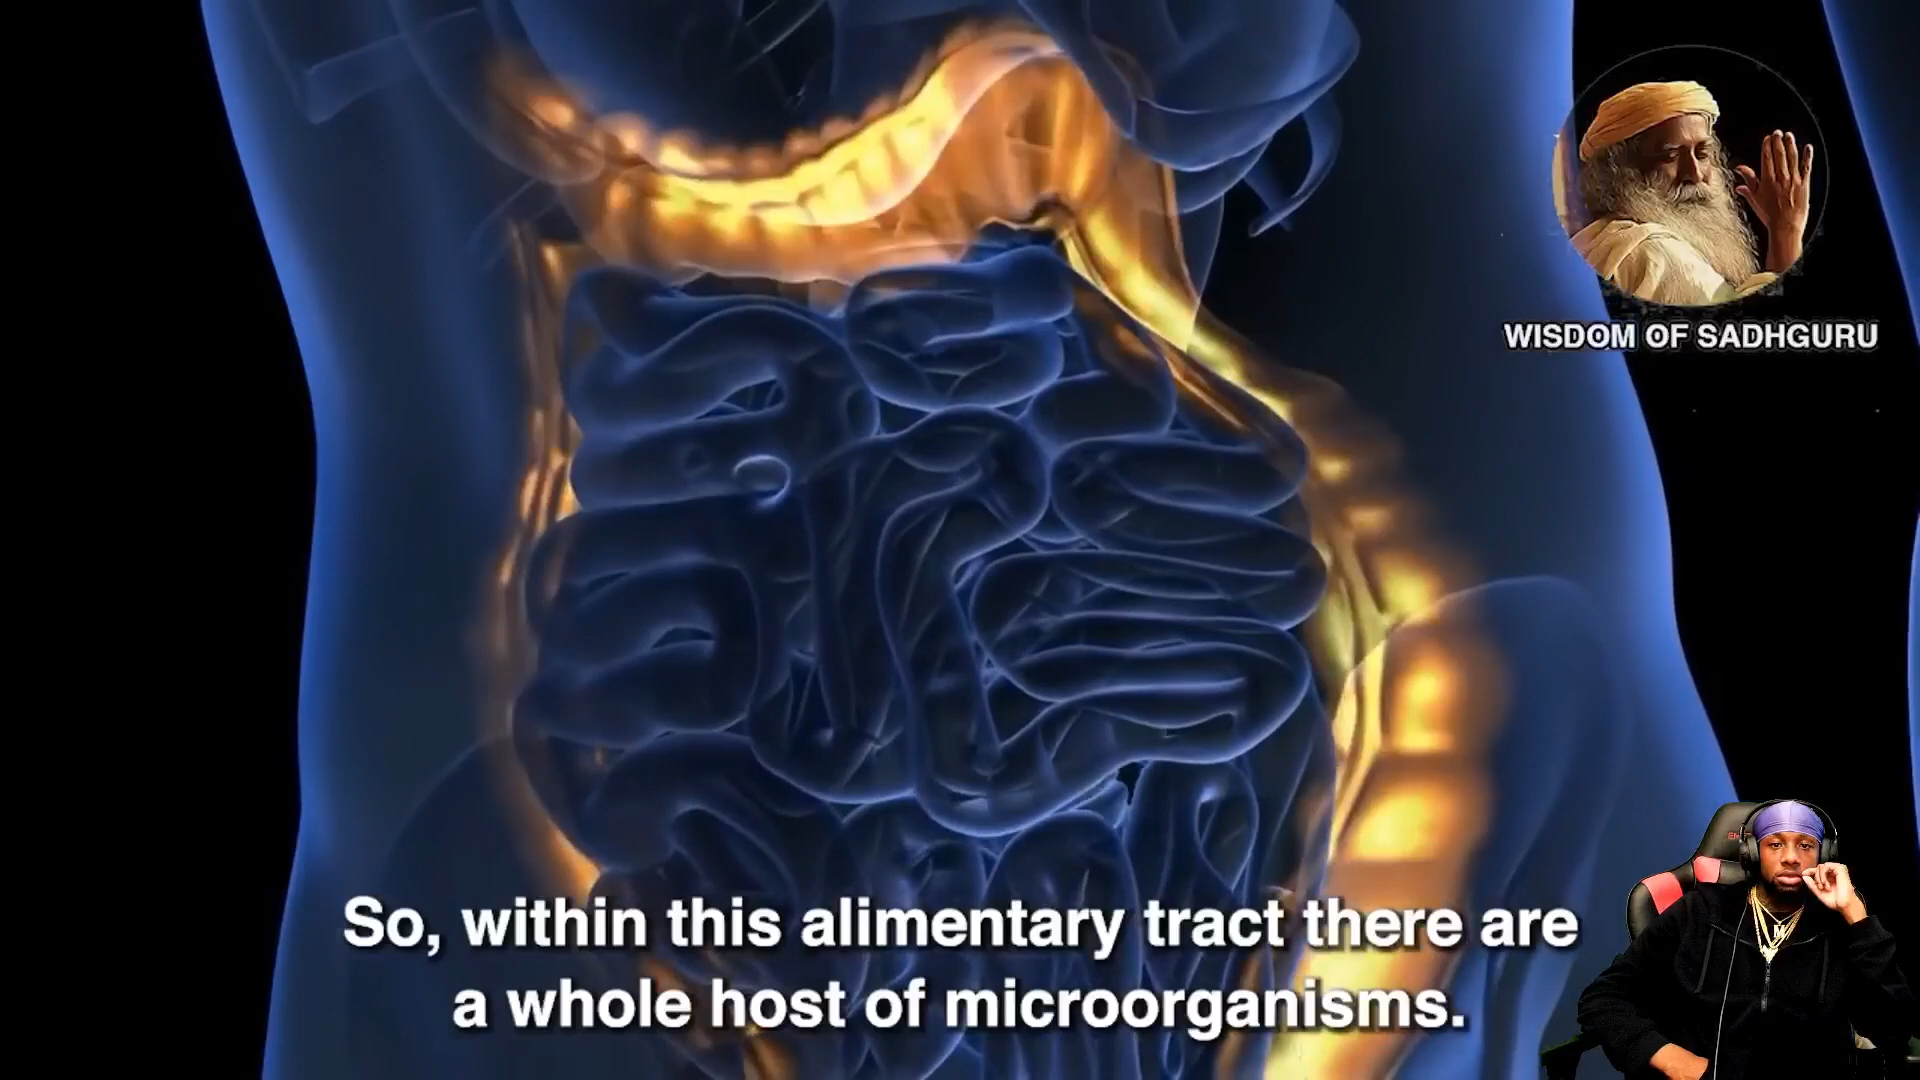 WISDOM OF SADHGURU
So, within this alimentary tract there are
a whole host of microorganisms.